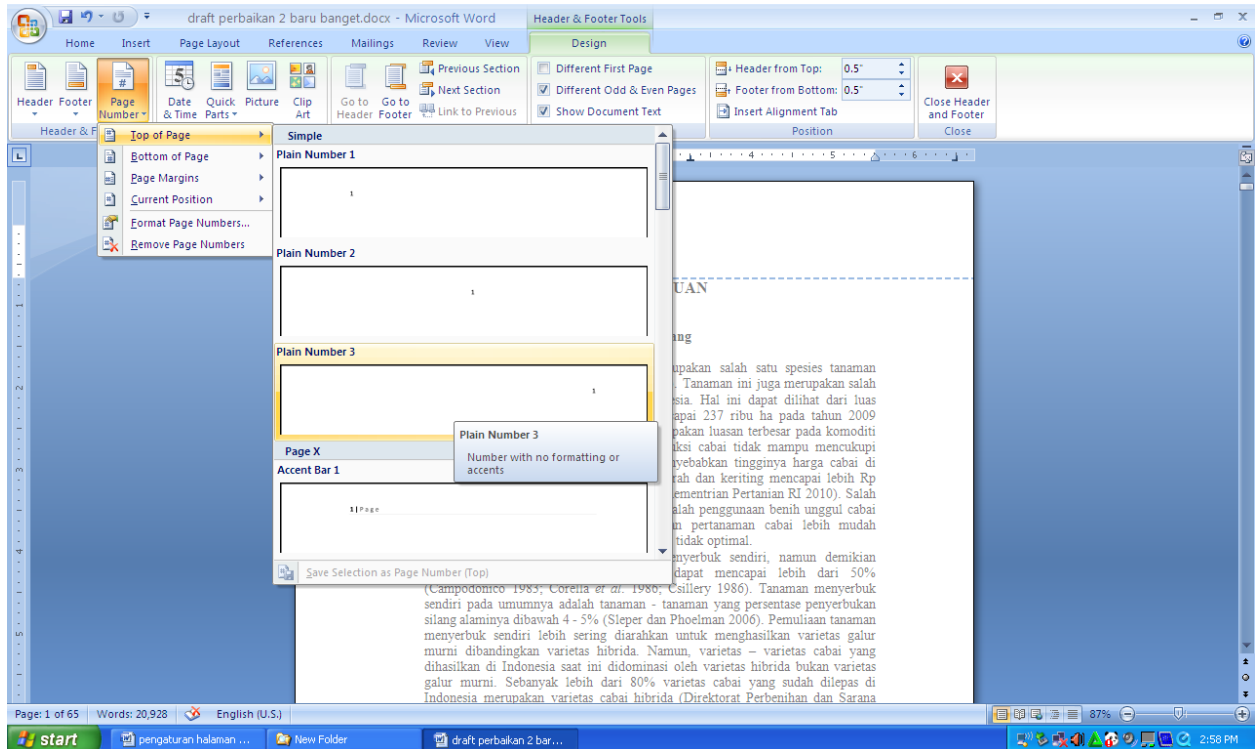 draft perbaikan 2 baru banget.docx - Microsoft Word
Header & Footer Tools
Home Insert Page Layout References Mailings Review View Design
Header
Footer
Page Number
Date & Time
Quick Parts
Picture
Clip Art
Go to Header
Go to Footer
Previous Section
Next Section
Link to Previous
Different First Page
Different Odd & Even Pages
Show Document Text
Header from Top: 0.5"
Footer from Bottom: 0.5"
Insert Alignment Tab
Close Header and Footer
Header & F
Position
Close
Top of Page
Bottom of Page
Page Margins
Current Position
Format Page Numbers...
Remove Page Numbers
Simple
Plain Number 1
1
Plain Number 2
1
Plain Number 3
1
Plain Number 3
Number with no formatting or
accents
Page X
Accent Bar 1
1|Page
Save Selection as Page Number (Top)
4 5 6
UAN
salah satu spesies tanaman
Tanaman ini juga merupakan salah
Hal ini dapat dilihat dari luas
237 ribu ha pada tahun 2009
luasan terbesar pada komoditi
cabai tidak mampu mencukupi
tingginya harga cabai di
dan keriting mencapai lebih Rp
Pertanian RI 2010). Salah
penggunaan benih unggul cabai
pertanaman cabai lebih mudah
tidak optimal.
sendiri, namun demikian
dapat mencapai lebih dari 50%
(Campodonico 1983; Corella et al. 1986; Csillery 1986). Tanaman menyerbuk
sendiri pada umumnya adalah tanaman - tanaman yang persentase penyerbukan
silang alaminya dibawah 4 - 5% (Sleper dan Phoelman 2006). Pemuliaan tanaman
menyerbuk sendiri lebih sering diarahkan untuk menghasilkan varietas galur
murni dibandingkan varietas hibrida. Namun, varietas – varietas cabai yang
dihasilkan di Indonesia saat ini didominasi oleh varietas hibrida bukan varietas
galur murni. Sebanyak lebih dari 80% varietas cabai yang sudah dilepas di
Indonesia merupakan varietas cabai hibrida (Direktorat Perbenihan dan Sarana
Page: 1 of 65 Words: 20,928 English (U.S.) 87%
start pengaturan halaman ... New Folder draft perbaikan 2 bar... 2:58 PM